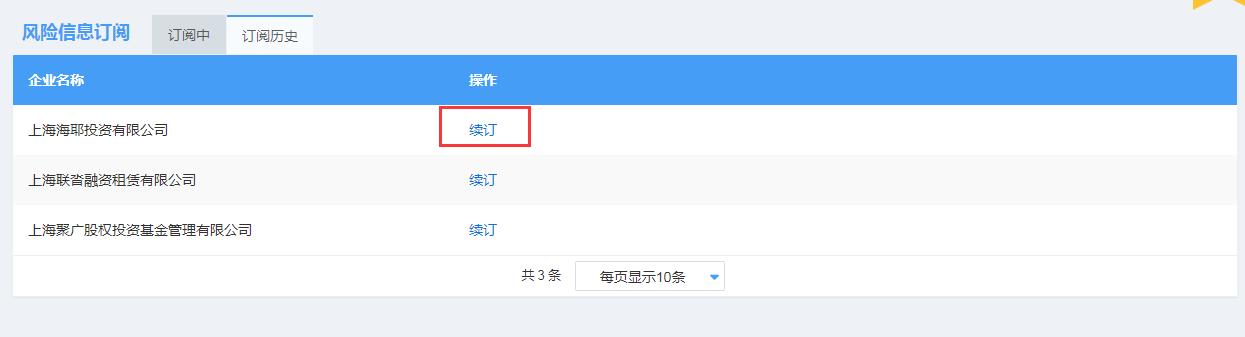 风险信息订阅 订阅中 订阅历史
企业名称 操作
上海海耶投资有限公司 续订
上海联沓融资租赁有限公司 续订
上海聚广股权投资基金管理有限公司 续订
共 3 条 每页显示10条